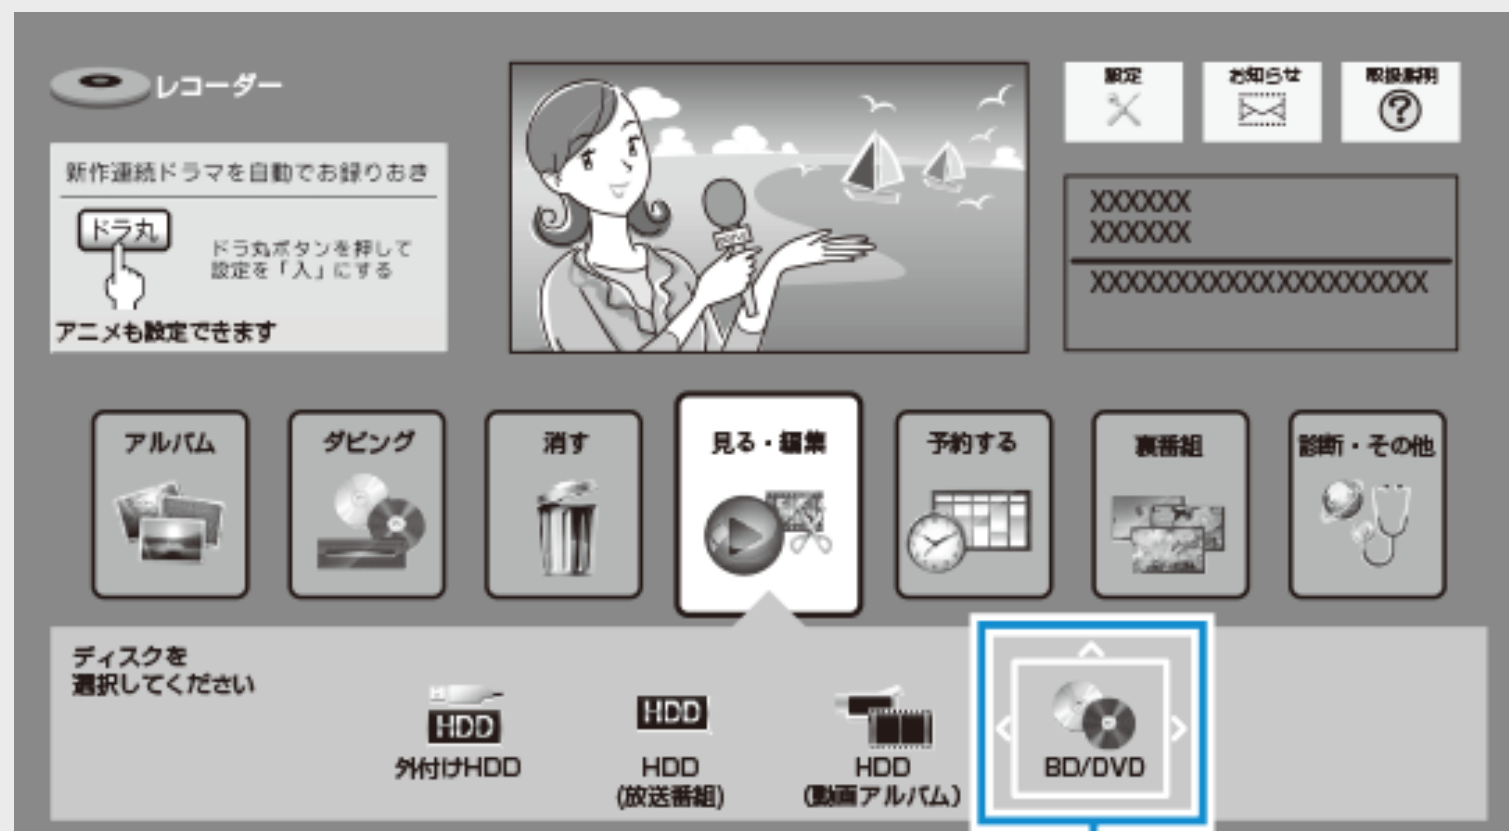 レコーダー
新作連続ドラマを自動でお録りおき
ドラ丸
ドラ丸ボタンを押して
設定を「入」にする
アニメも設定できます
設定
お知らせ
取扱説明
XXXXXX
XXXXXX
XXXXXXXXXXXXXXXXXXXXX
アルバム
ダビング
消す
見る・編集
予約する
裏番組
診断・その他
ディスクを
選択してください
HDD
外付けHDD
HDD
HDD
(放送番組)
HDD
(動画アルバム)
BD/DVD